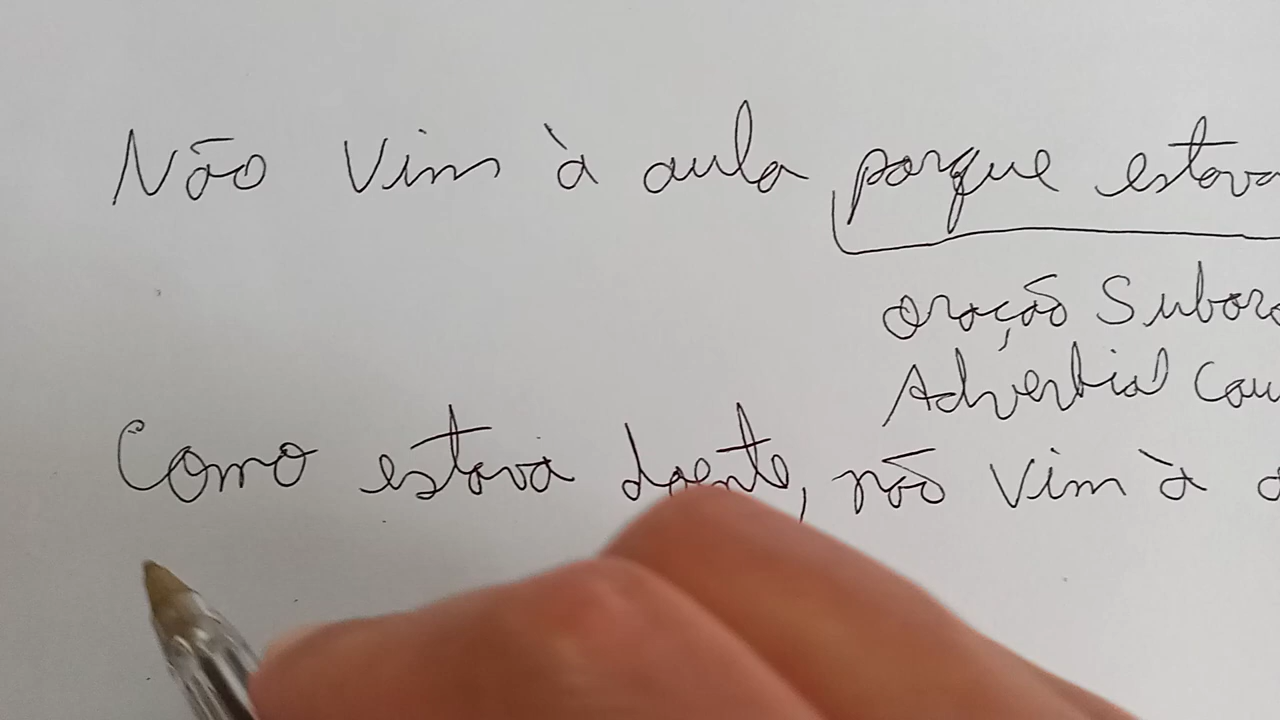 Não vim à aula porque estava
oração Subord
Adverbial Cau
Como estava doente, não vim à a